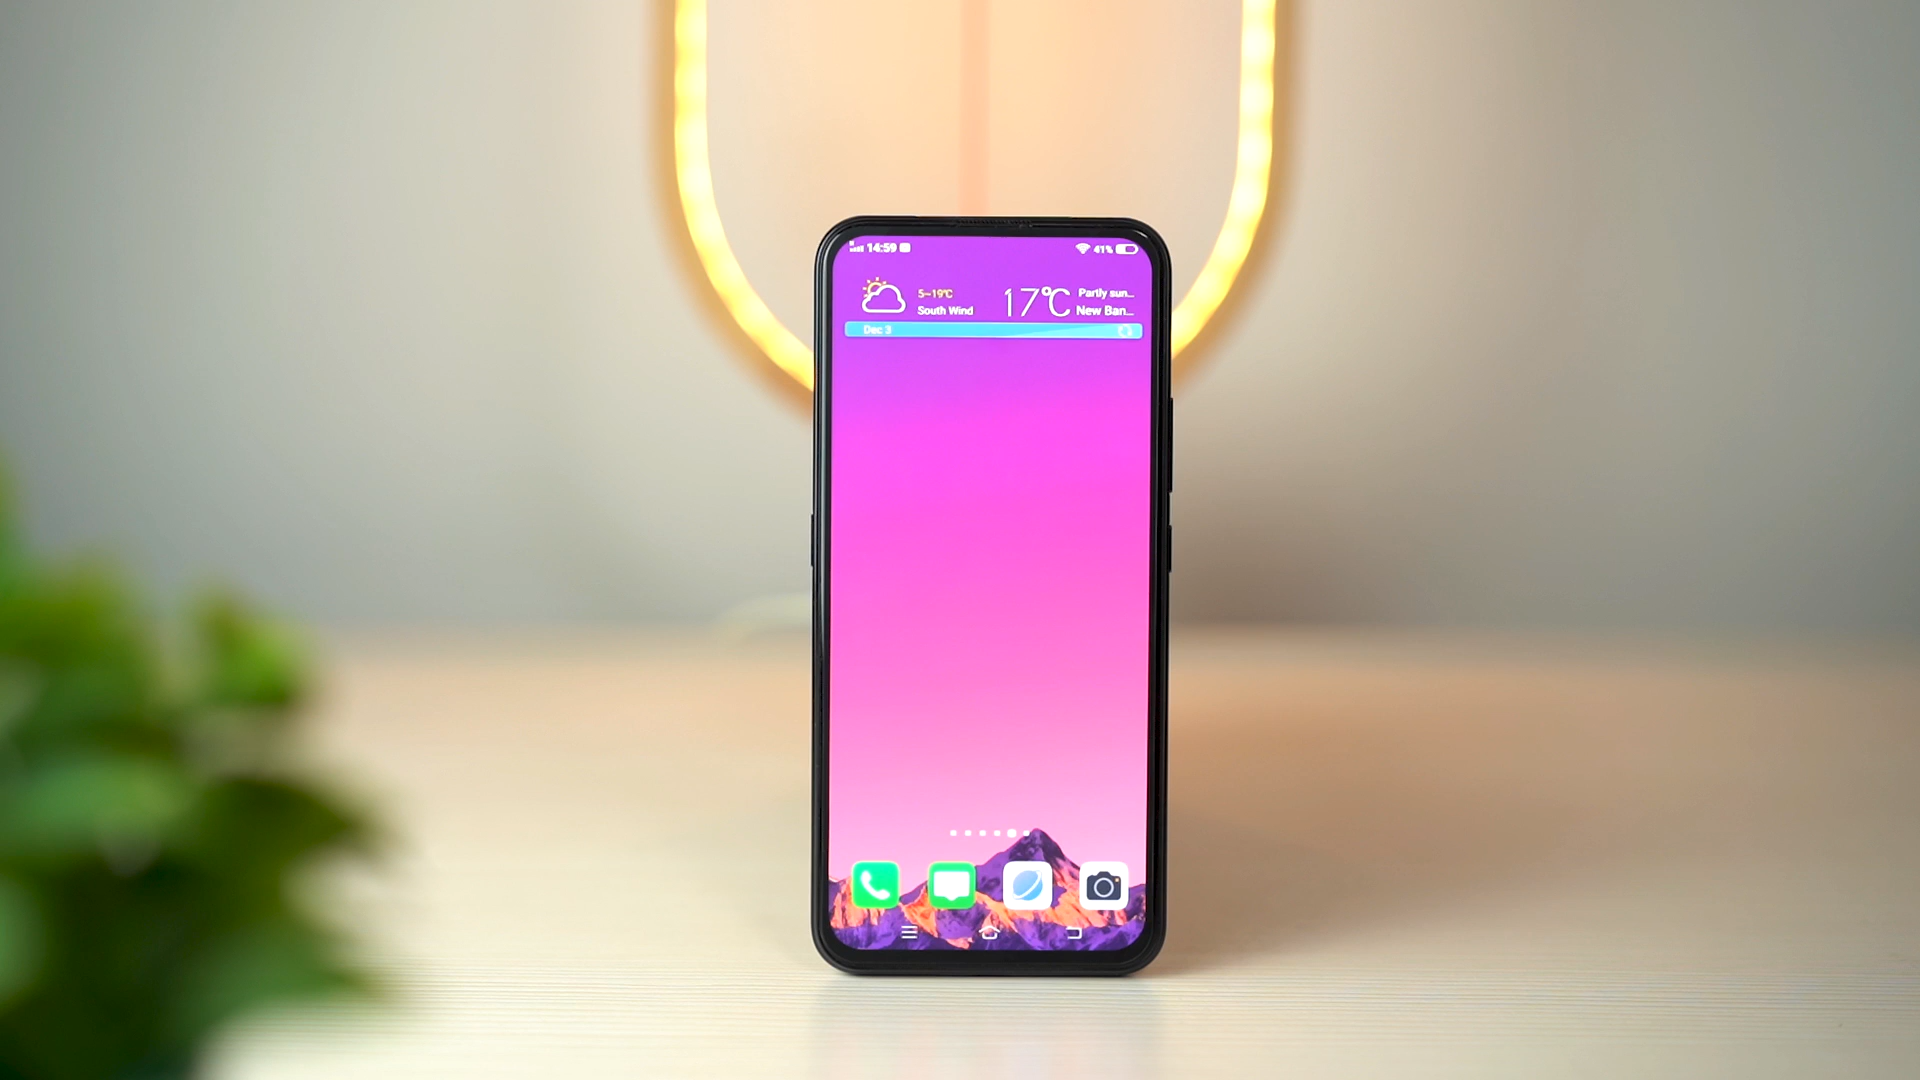 14:59
41%
5~19℃
South Wind
17℃
Partly sun...
New Ban...
Dec 3